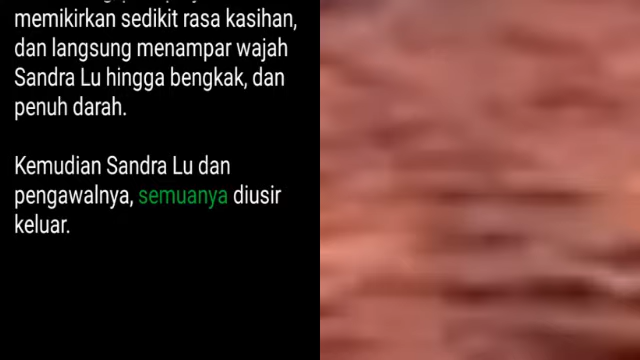 memikirkan sedikit rasa kasihan,
dan langsung menampar wajah
Sandra Lu hingga bengkak, dan
penuh darah.
Kemudian Sandra Lu dan
pengawalnya, semuanya diusir
keluar.